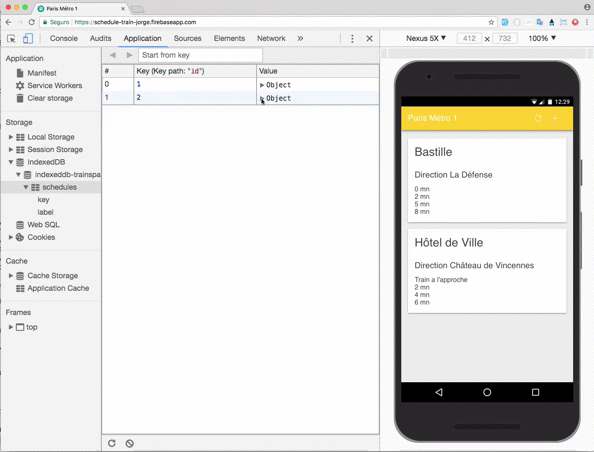 Paris Métro 1
Seguro | https://schedule-train-jorge.firebaseapp.com
Console Audits Application Sources Elements Network »
Nexus 5X ▼ 412 × 732 100% ▼
Application
Manifest
Service Workers
Clear storage
Storage
Local Storage
Session Storage
IndexedDB
indexeddb-trainspa
schedules
key
label
Web SQL
Cookies
Cache
Cache Storage
Application Cache
Frames
top
Start from key
# Key (Key path: "id") Value
0 1 Object
1 2 Object
12:29
Paris Métro 1
Bastille
Direction La Défense
0 mn
2 mn
5 mn
8 mn
Hôtel de Ville
Direction Château de Vincennes
Train a l'approche
2 mn
4 mn
6 mn